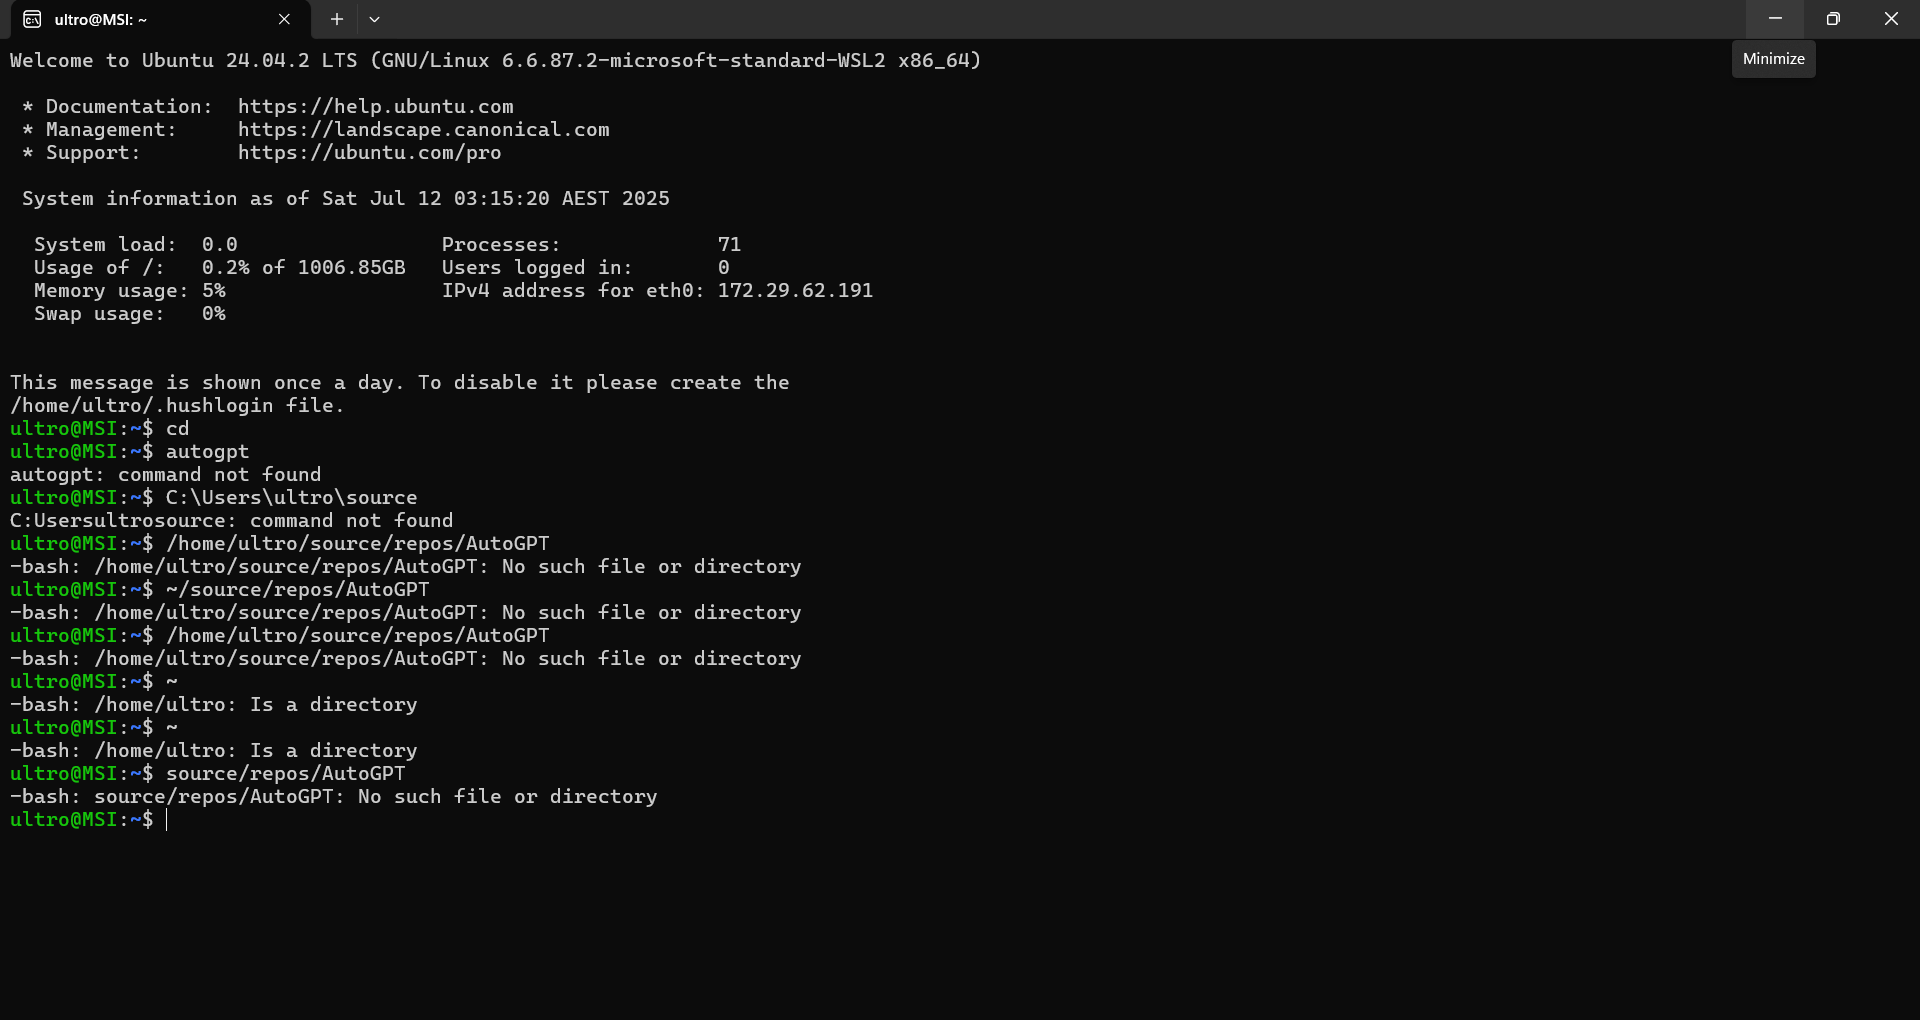 ultro@MSI: ~
Minimize
Welcome to Ubuntu 24.04.2 LTS (GNU/Linux 6.6.87.2-microsoft-standard-WSL2 x86_64)
* Documentation:  https://help.ubuntu.com
* Management:     https://landscape.canonical.com
* Support:        https://ubuntu.com/pro
System information as of Sat Jul 12 03:15:20 AEST 2025
System load:  0.0                 Processes:             71
Usage of /:   0.2% of 1006.85GB   Users logged in:       0
Memory usage: 5%                  IPv4 address for eth0: 172.29.62.191
Swap usage:   0%
This message is shown once a day. To disable it please create the
/home/ultro/.hushlogin file.
ultro@MSI:~$ cd
ultro@MSI:~$ autogpt
autogpt: command not found
ultro@MSI:~$ C:\Users\ultro\source
C:Usersultrosource: command not found
ultro@MSI:~$ /home/ultro/source/repos/AutoGPT
-bash: /home/ultro/source/repos/AutoGPT: No such file or directory
ultro@MSI:~$ ~/source/repos/AutoGPT
-bash: /home/ultro/source/repos/AutoGPT: No such file or directory
ultro@MSI:~$ /home/ultro/source/repos/AutoGPT
-bash: /home/ultro/source/repos/AutoGPT: No such file or directory
ultro@MSI:~$ ~
-bash: /home/ultro: Is a directory
ultro@MSI:~$ ~
-bash: /home/ultro: Is a directory
ultro@MSI:~$ source/repos/AutoGPT
-bash: source/repos/AutoGPT: No such file or directory
ultro@MSI:~$